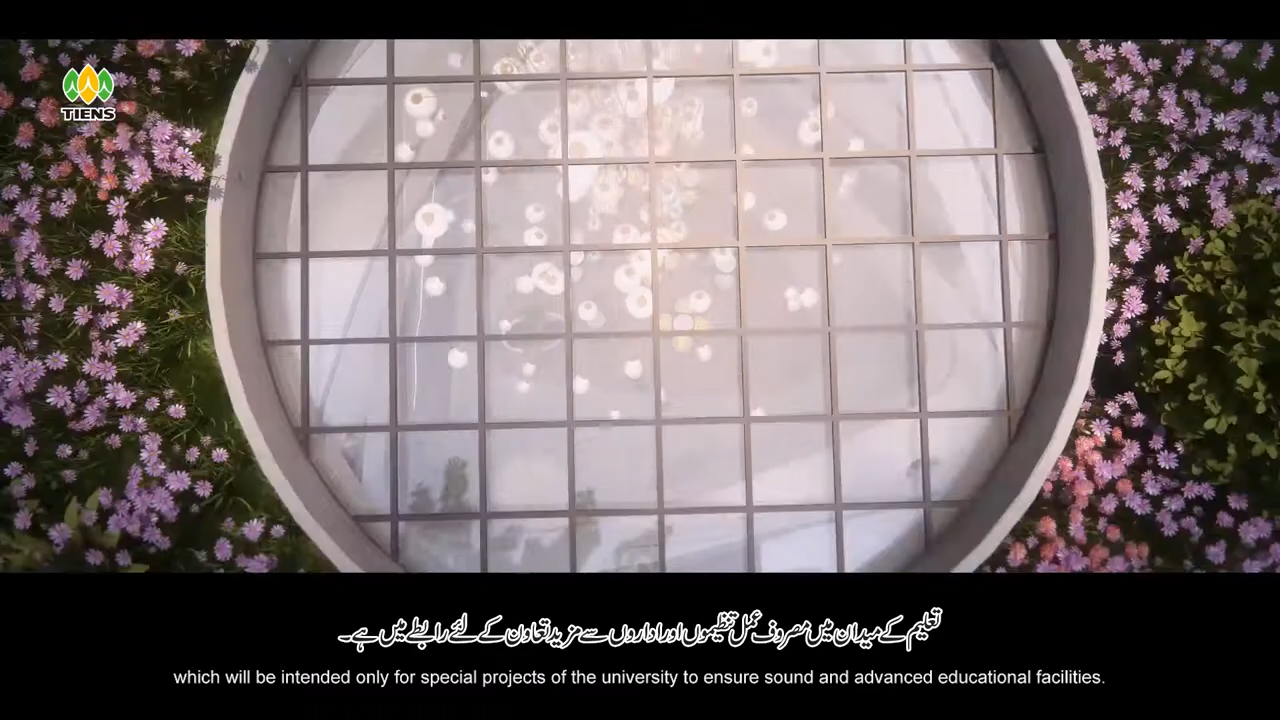 TIENS
تعلیم کے میدان میں مصروف عمل تنظیموں اور اداروں سے مزید تعاون کے لئے رابطے میں ہے۔
which will be intended only for special projects of the university to ensure sound and advanced educational facilities.